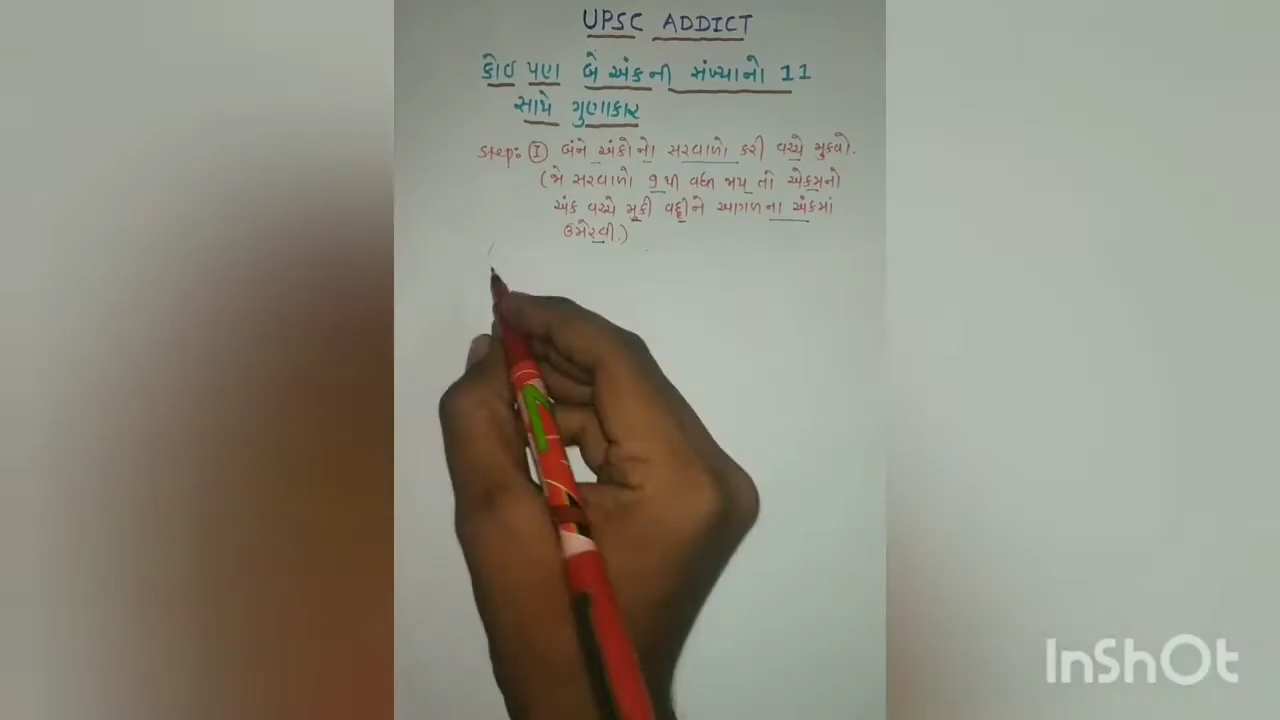 UPSC ADDICT
કોઈ પણ બે અંકની સંખ્યાનો 11
સાથે ગુણાકાર
Step: I બંને અંકોનો સરવાળો કરી વચ્ચે મુકવો.
(જો સરવાળો 9 થી વધી જાય તો એકમનો
અંક વચ્ચે મુકી વદ્દીને આગળના અંકમાં
ઉમેરવી.)
InShOt